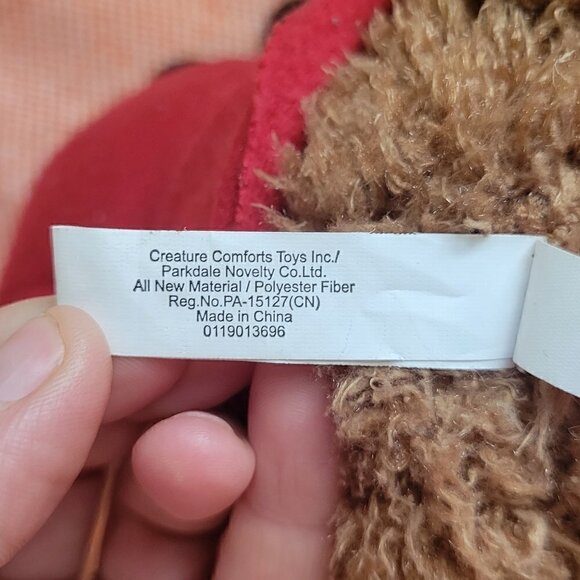 Creature Comforts Toys Inc./
Parkdale Novelty Co.Ltd.
All New Material / Polyester Fiber
Reg.No.PA-15127(CN)
Made in China
0119013696